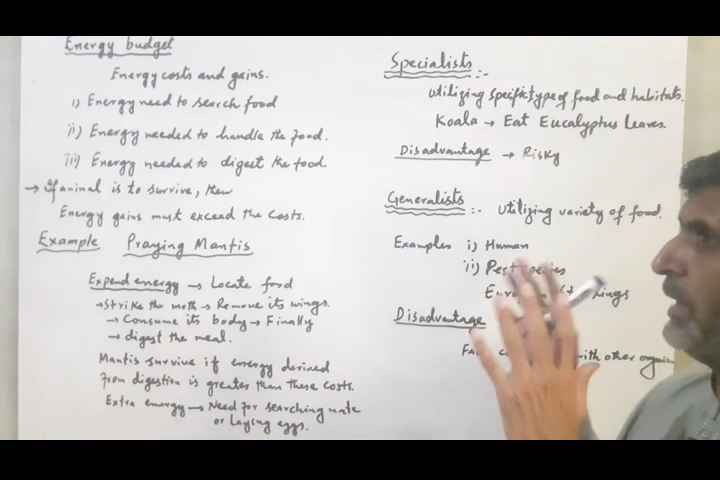 Energy budget
Energy costs and gains.
i) Energy need to search food
ii) Energy needed to handle the food.
iii) Energy needed to digest the food.
→ If animal is to survive, then
Energy gains must exceed the costs.
Example Praying Mantis
Expend energy → Locate food
→ Strike the moth → Remove its wings.
→ Consume its body → Finally
→ digest the meal.
Mantis survive if energy derived
from digestion is greater than these costs.
Extra energy → Need for searching mate
or Laying eggs.
Specialists :-
utilizing specific type of food and habitats.
Koala → Eat Eucalyptus leaves.
Disadvantage → Risky
Generalists :- utilizing variety of food.
Examples i) Human
ii) Pest species
Disadvantage
with other